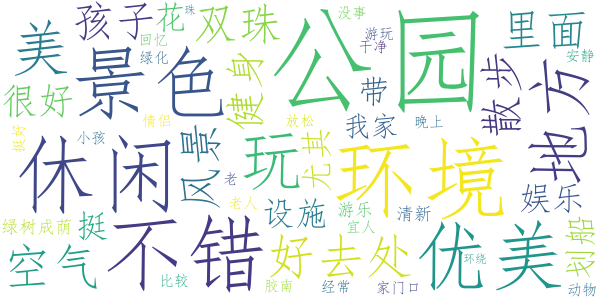 孩子
花
珠
没事
美
双珠
公园
游玩
干净
里面
回忆
绿化
安静
景色
健身
带
散步
地方
很好
情侣
放松
我家
晚上
小孩
风景
尤其
休闲
玩
环境
老
娱乐
老人
设施
游乐
清新
绿树成荫
挺
宜人
不错
好去处
优美
划船
空气
环绕
比较
胶南
经常
家门口
动物